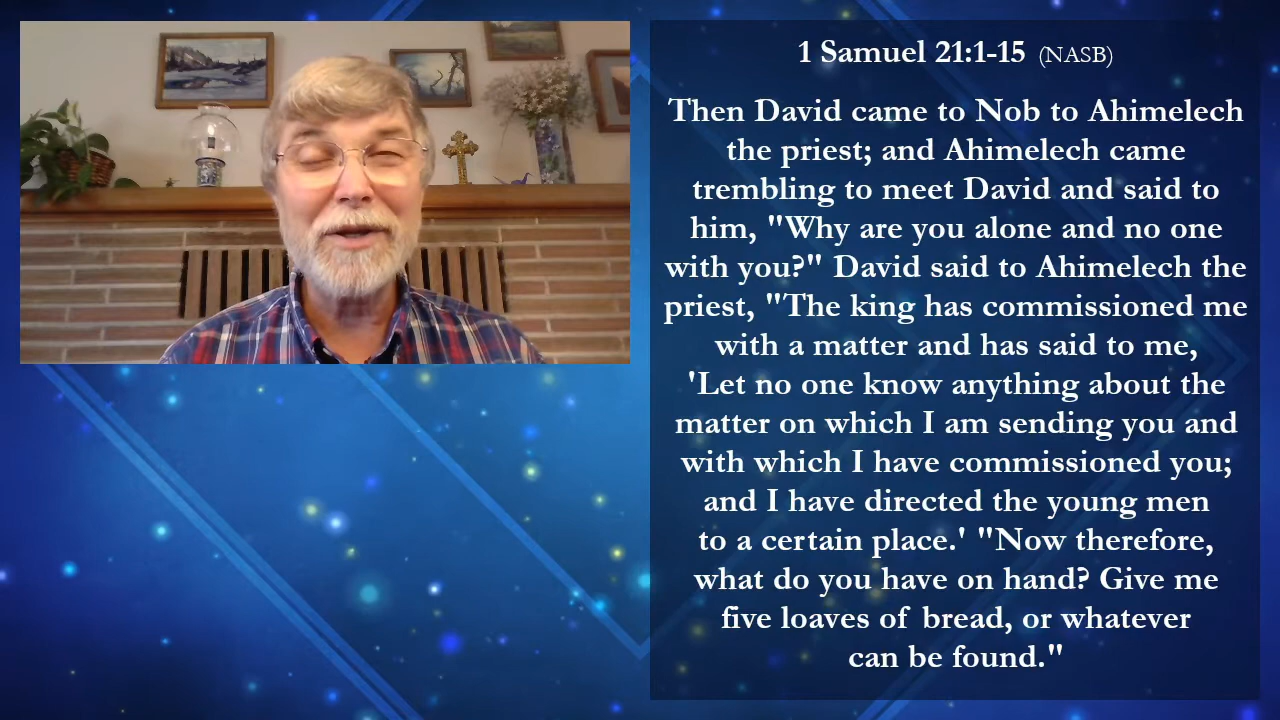 1 Samuel 21:1-15 (NASB)
Then David came to Nob to Ahimelech
the priest; and Ahimelech came
trembling to meet David and said to
him, "Why are you alone and no one
with you?" David said to Ahimelech the
priest, "The king has commissioned me
with a matter and has said to me,
'Let no one know anything about the
matter on which I am sending you and
with which I have commissioned you;
and I have directed the young men
to a certain place.' "Now therefore,
what do you have on hand? Give me
five loaves of bread, or whatever
can be found."